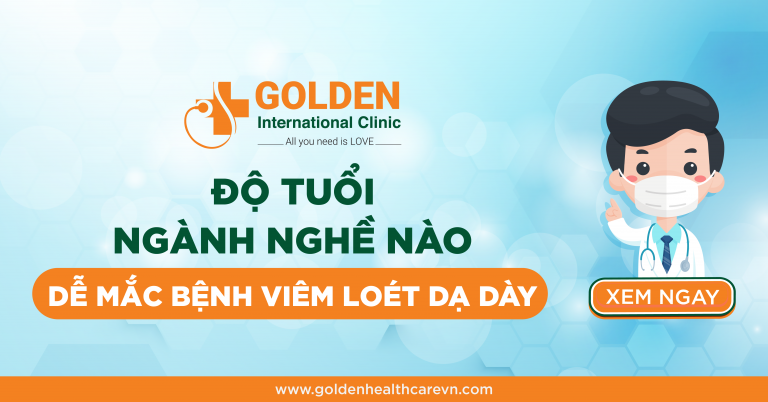 GOLDEN
International Clinic
All you need is LOVE
ĐỘ TUỔI
NGÀNH NGHỀ NÀO
DỄ MẮC BỆNH VIÊM LOÉT DẠ DÀY
XEM NGAY
www.goldenhealthcarevn.com